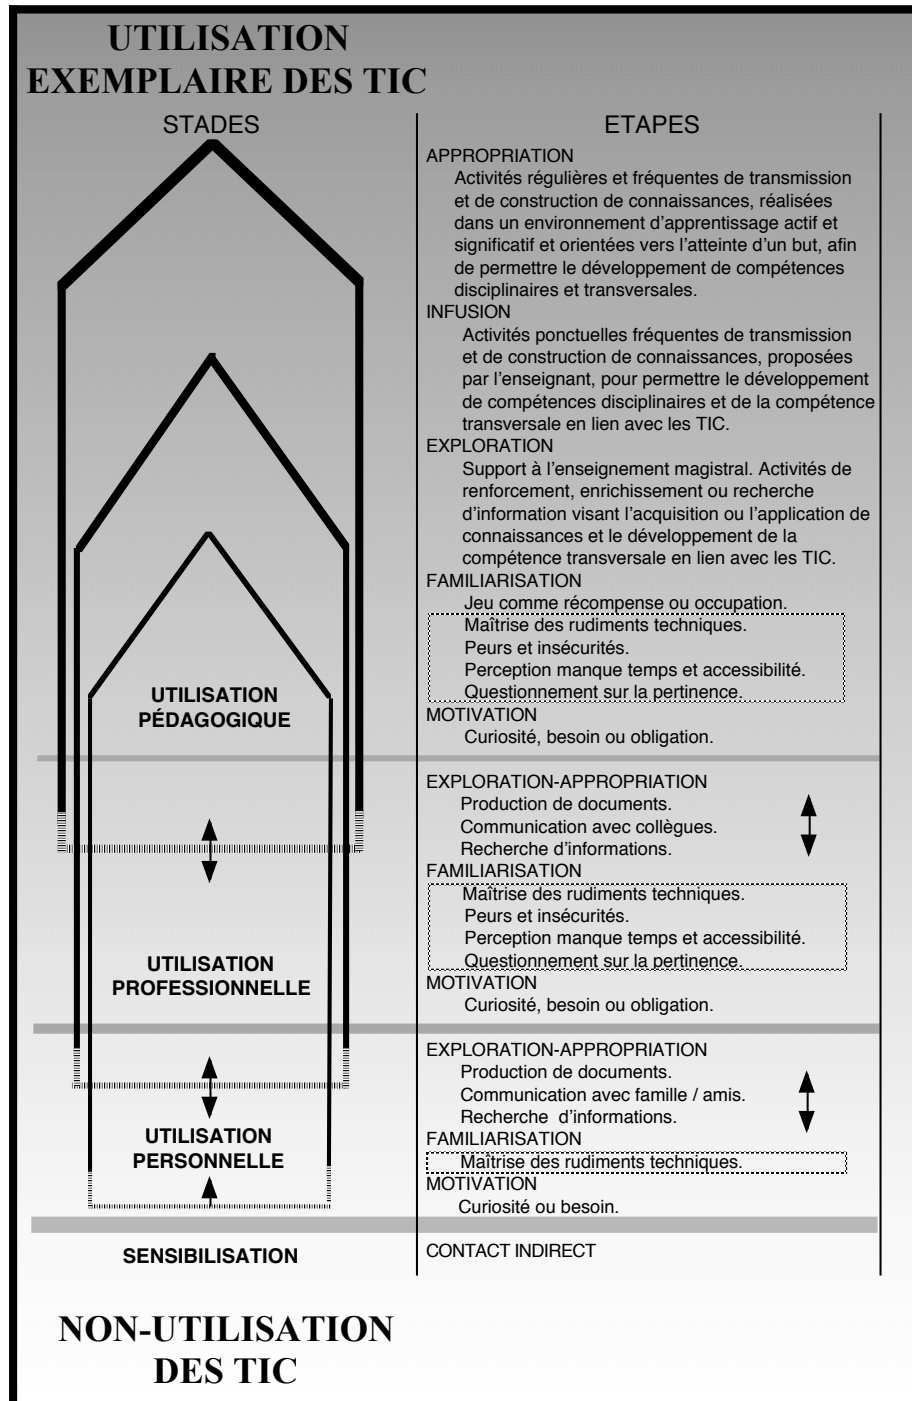 UTILISATION
EXEMPLAIRE DES TIC
STADES
ETAPES
APPROPRIATION
Activités régulières et fréquentes de transmission
et de construction de connaissances, réalisées
dans un environnement d'apprentissage actif et
significatif et orientées vers l'atteinte d'un but, afin
de permettre le développement de compétences
disciplinaires et transversales.
INFUSION
Activités ponctuelles fréquentes de transmission
et de construction de connaissances, proposées
par l'enseignant, pour permettre le développement
de compétences disciplinaires et de la compétence
transversale en lien avec les TIC.
EXPLORATION
Support à l'enseignement magistral. Activités de
renforcement, enrichissement ou recherche
d'information visant l'acquisition ou l'application de
connaissances et le développement de la
compétence transversale en lien avec les TIC.
FAMILIARISATION
Jeu comme récompense ou occupation.
Maîtrise des rudiments techniques.
Peurs et insécurités.
Perception manque temps et accessibilité.
Questionnement sur la pertinence.
MOTIVATION
Curiosité, besoin ou obligation.
UTILISATION
PÉDAGOGIQUE
EXPLORATION-APPROPRIATION
Production de documents.
Communication avec collègues.
Recherche d'informations.
FAMILIARISATION
Maîtrise des rudiments techniques.
Peurs et insécurités.
Perception manque temps et accessibilité.
Questionnement sur la pertinence.
MOTIVATION
Curiosité, besoin ou obligation.
UTILISATION
PROFESSIONNELLE
EXPLORATION-APPROPRIATION
Production de documents.
Communication avec famille / amis.
Recherche d'informations.
FAMILIARISATION
Maîtrise des rudiments techniques.
MOTIVATION
Curiosité ou besoin.
UTILISATION
PERSONNELLE
SENSIBILISATION
CONTACT INDIRECT
NON-UTILISATION
DES TIC